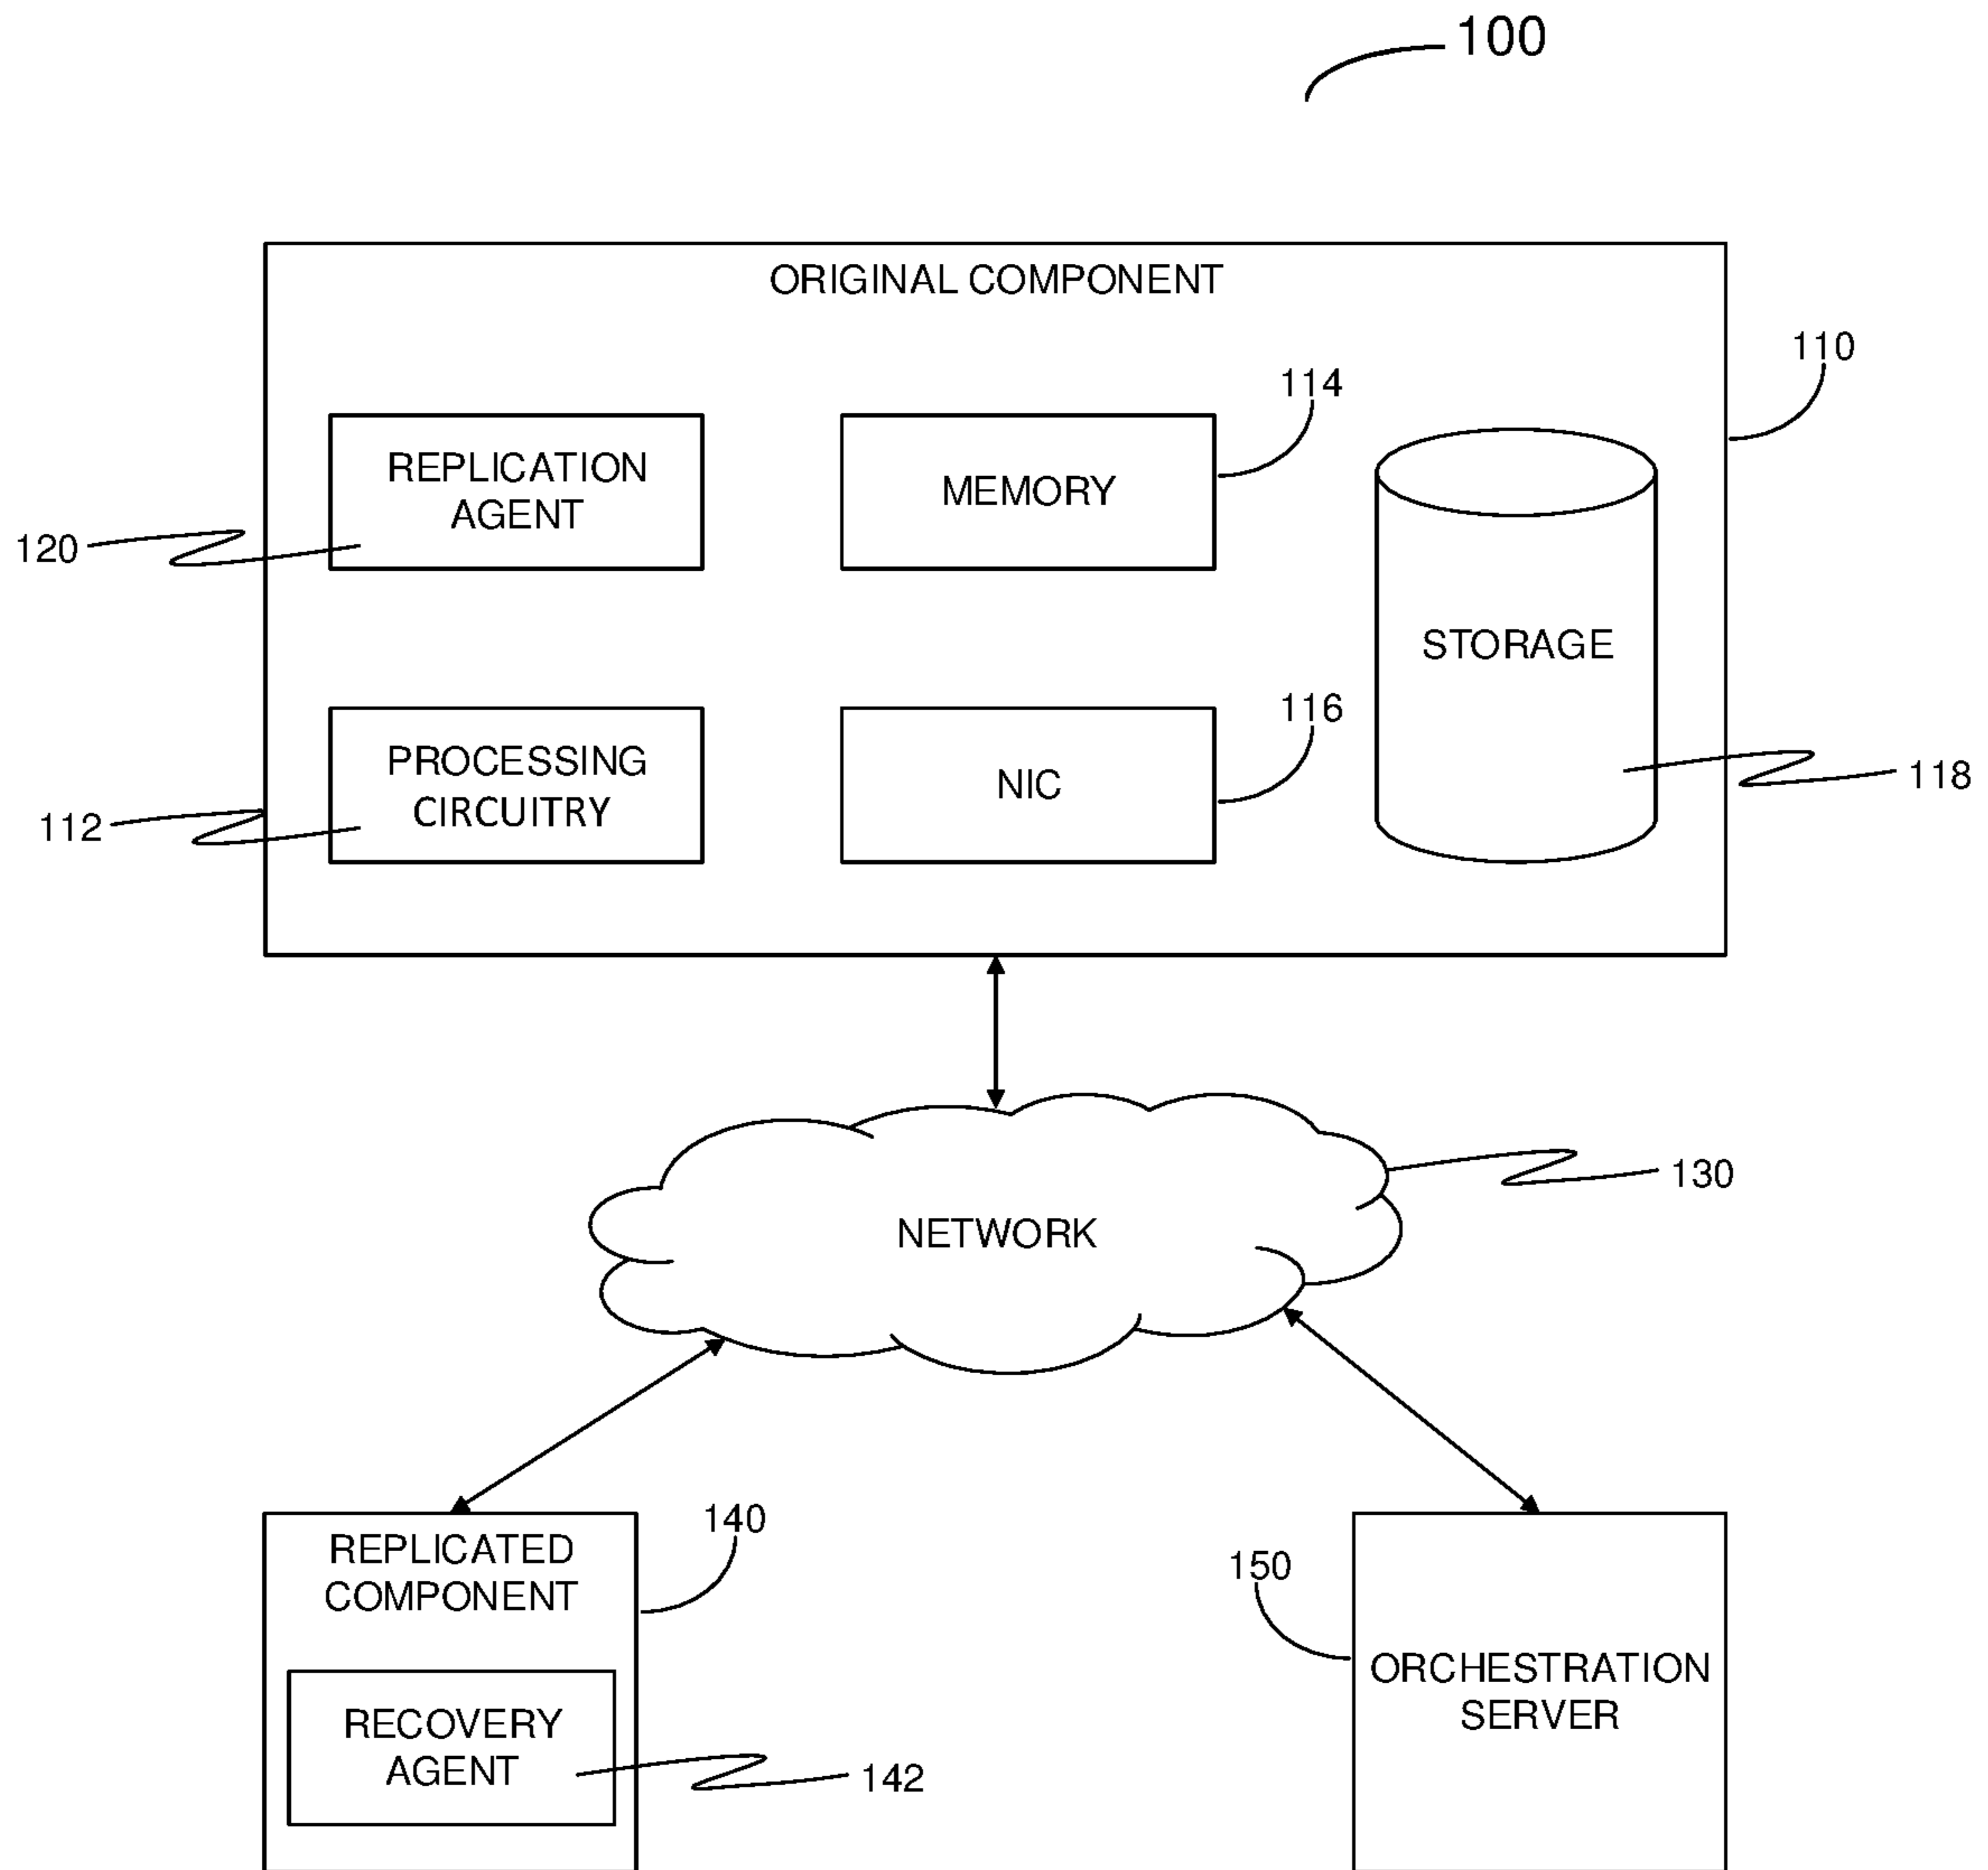 100
ORIGINAL COMPONENT
110
114
REPLICATION
AGENT
MEMORY
120
STORAGE
116
PROCESSING
CIRCUITRY
NIC
118
112
130
NETWORK
140
REPLICATED
COMPONENT
150
ORCHESTRATION
SERVER
RECOVERY
AGENT
142